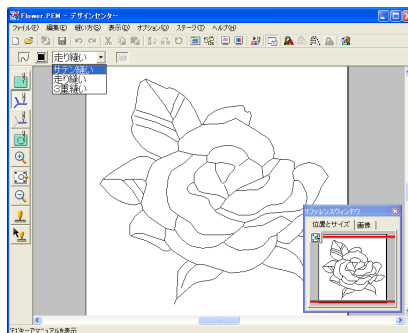 Flower.PEM - デザインセンター
ファイル(F) 編集(E) 縫い方(S) 表示(D) オプション(O) ステージ(T) ヘルプ(H)
走り縫い
サテン縫い
走り縫い
3重縫い
リファレンスウィンドウ
位置とサイズ 画像
[F1]キーでマニュアルを表示